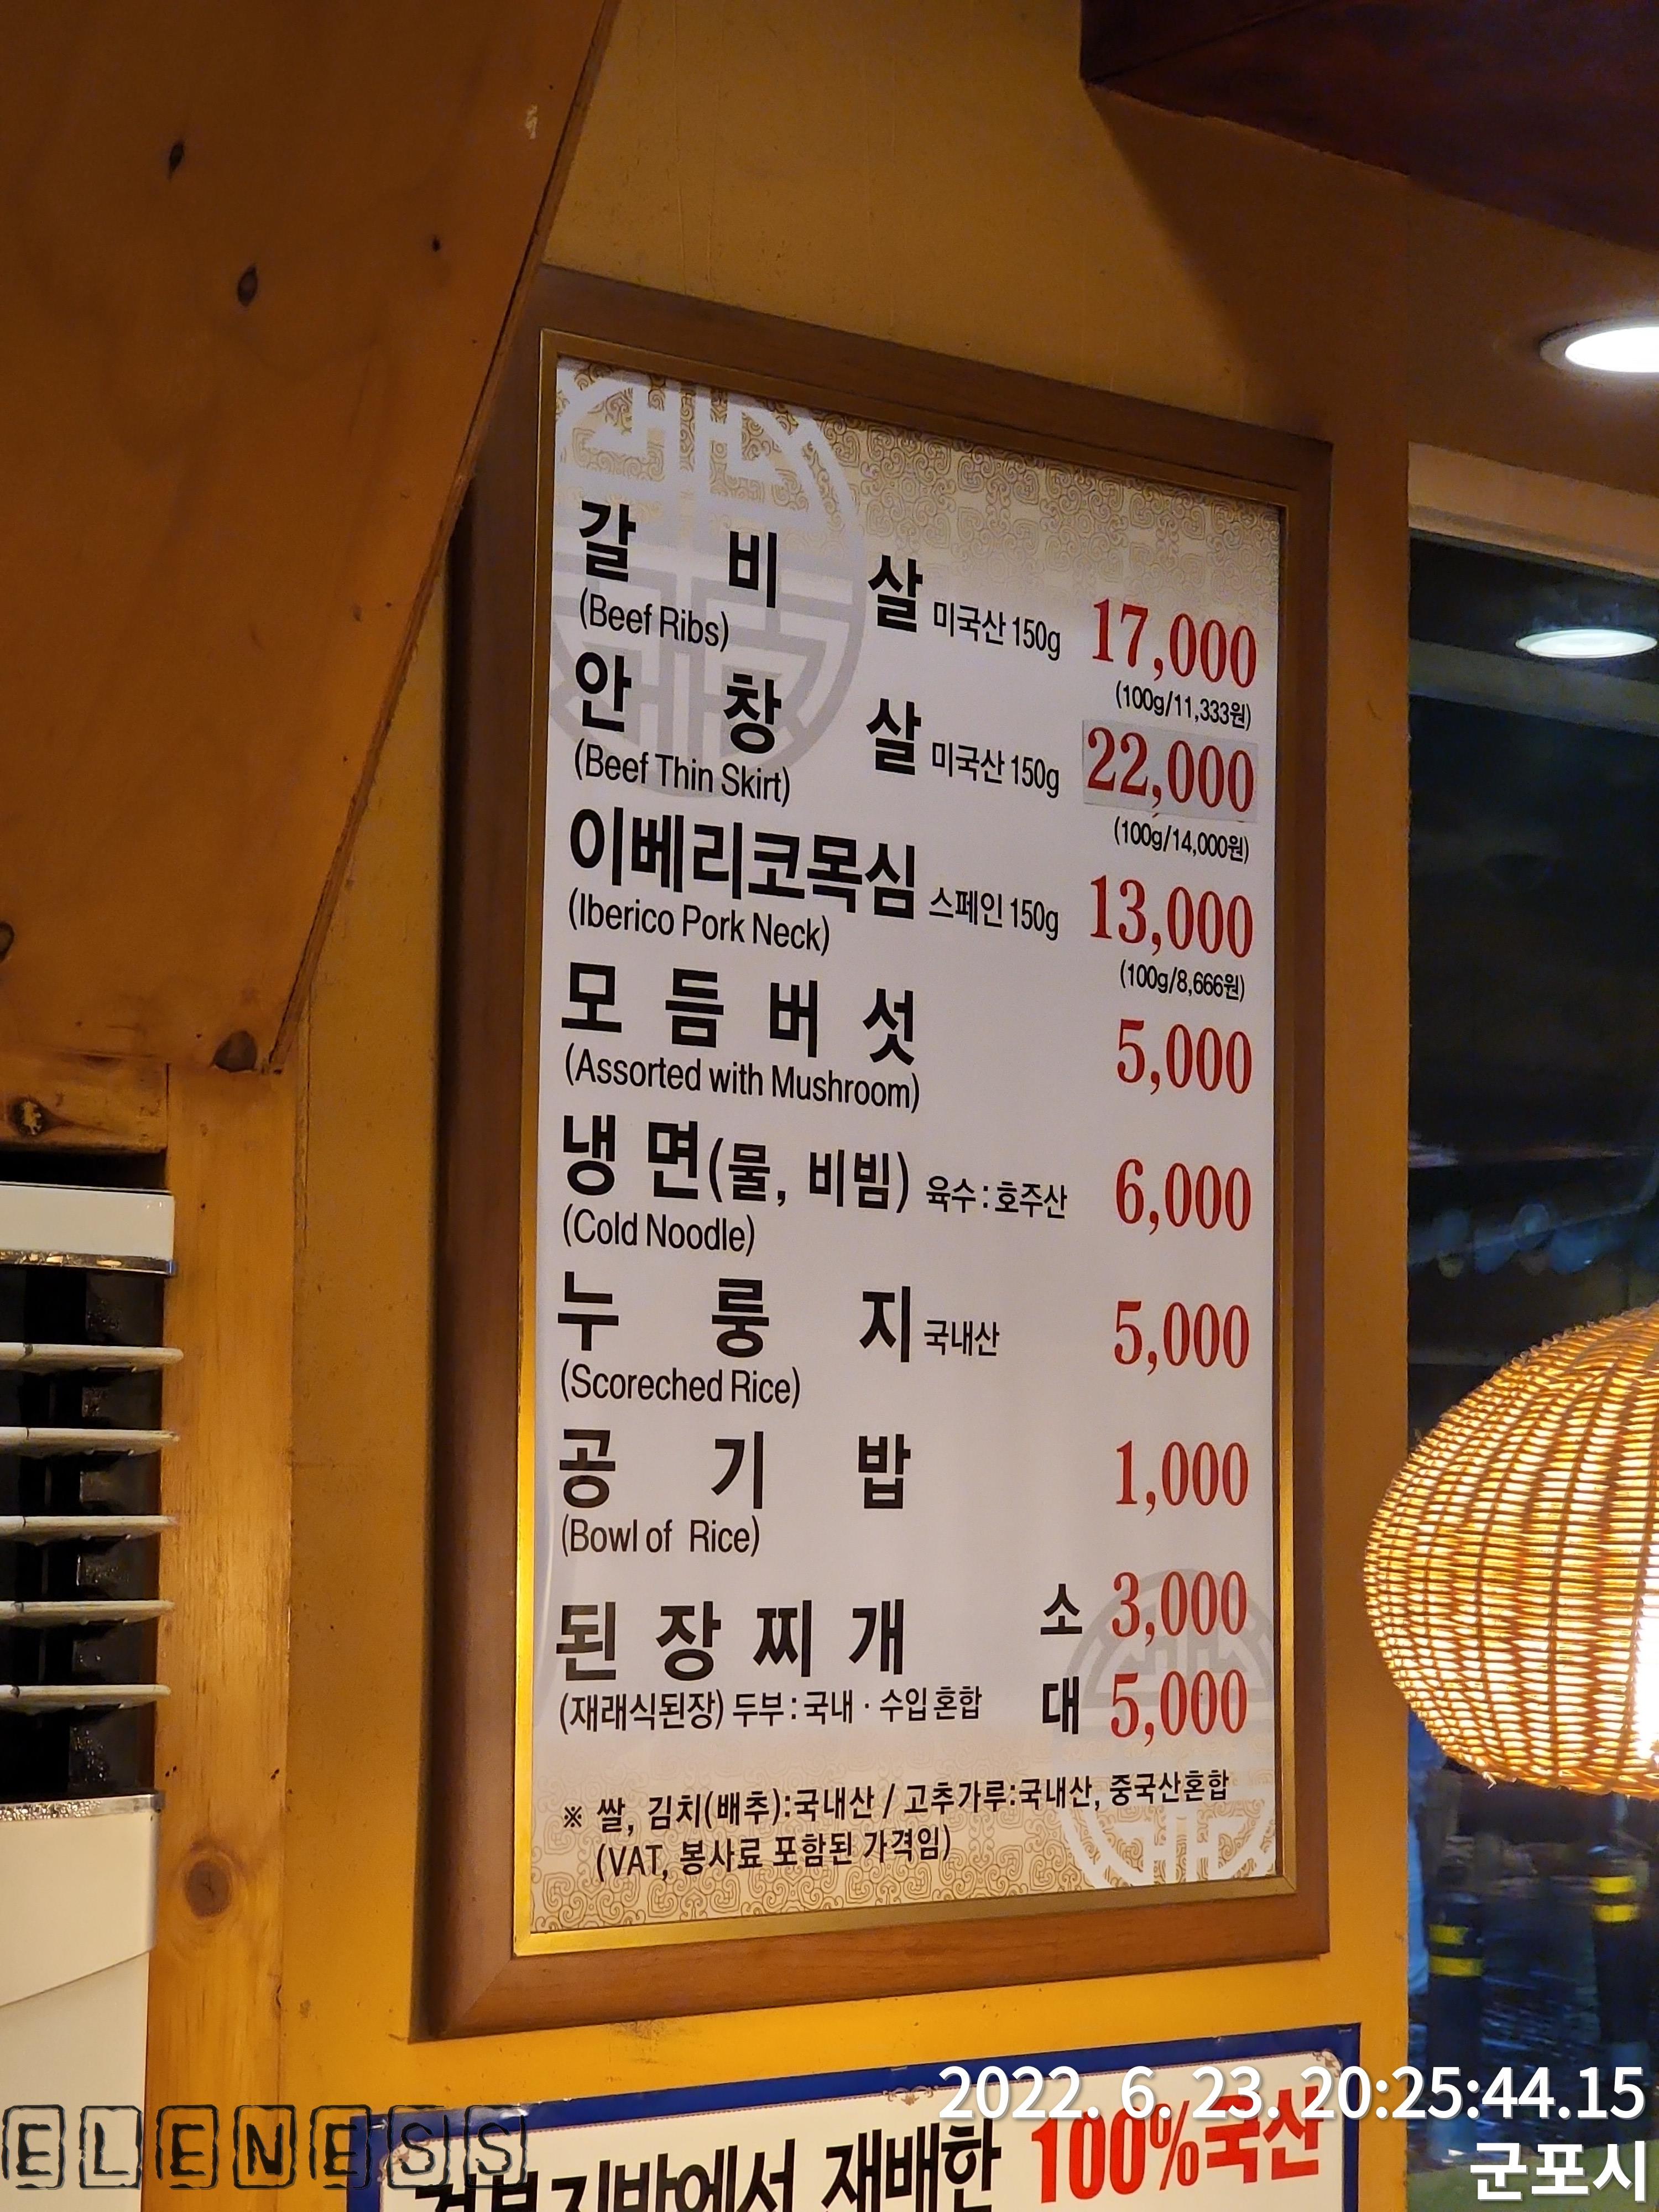 갈비살 미국산 150g 17,000
(Beef Ribs) (100g/11,333원)
안창살 미국산 150g 22,000
(Beef Thin Skirt) (100g/14,000원)
이베리코목심 스페인 150g 13,000
(Iberico Pork Neck) (100g/8,666원)
모듬버섯 5,000
(Assorted with Mushroom)
냉면(물, 비빔) 육수 : 호주산 6,000
(Cold Noodle)
누룽지 국내산 5,000
(Scoreched Rice)
공기밥 1,000
(Bowl of Rice)
된장찌개 소 3,000
(재래식된장) 두부 : 국내 · 수입 혼합 대 5,000
※ 쌀, 김치(배추):국내산 / 고추가루:국내산, 중국산혼합
(VAT, 봉사료 포함된 가격임)
재배한 100%국산
2022. 6. 23. 20:25:44.15
군포시
ELENESS